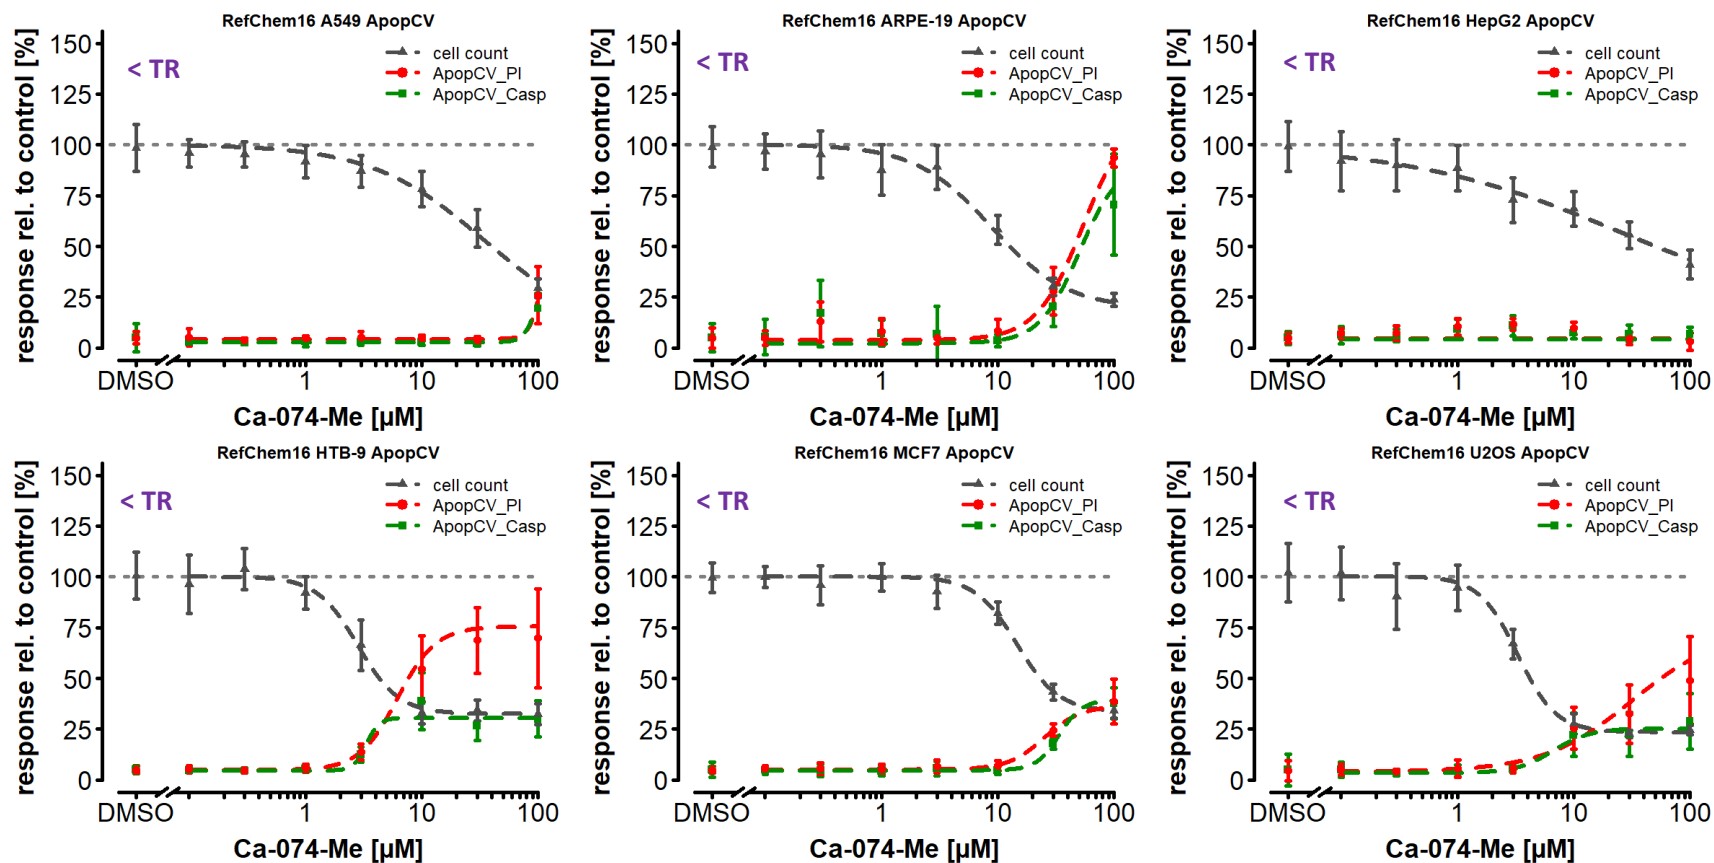 RefChem16 A549 ApopCV
response rel. to control [%]
150
125
100
75
50
25
0
< TR
cell count
ApopCV_PI
ApopCV_Casp
DMSO
1
10
100
Ca-074-Me [µM]
RefChem16 ARPE-19 ApopCV
response rel. to control [%]
150
125
100
75
50
25
0
< TR
cell count
ApopCV_PI
ApopCV_Casp
DMSO
1
10
100
Ca-074-Me [µM]
RefChem16 HepG2 ApopCV
response rel. to control [%]
150
125
100
75
50
25
0
< TR
cell count
ApopCV_PI
ApopCV_Casp
DMSO
1
10
100
Ca-074-Me [µM]
RefChem16 HTB-9 ApopCV
response rel. to control [%]
150
125
100
75
50
25
0
< TR
cell count
ApopCV_PI
ApopCV_Casp
DMSO
1
10
100
Ca-074-Me [µM]
RefChem16 MCF7 ApopCV
response rel. to control [%]
150
125
100
75
50
25
0
< TR
cell count
ApopCV_PI
ApopCV_Casp
DMSO
1
10
100
Ca-074-Me [µM]
RefChem16 U2OS ApopCV
response rel. to control [%]
150
125
100
75
50
25
0
< TR
cell count
ApopCV_PI
ApopCV_Casp
DMSO
1
10
100
Ca-074-Me [µM]